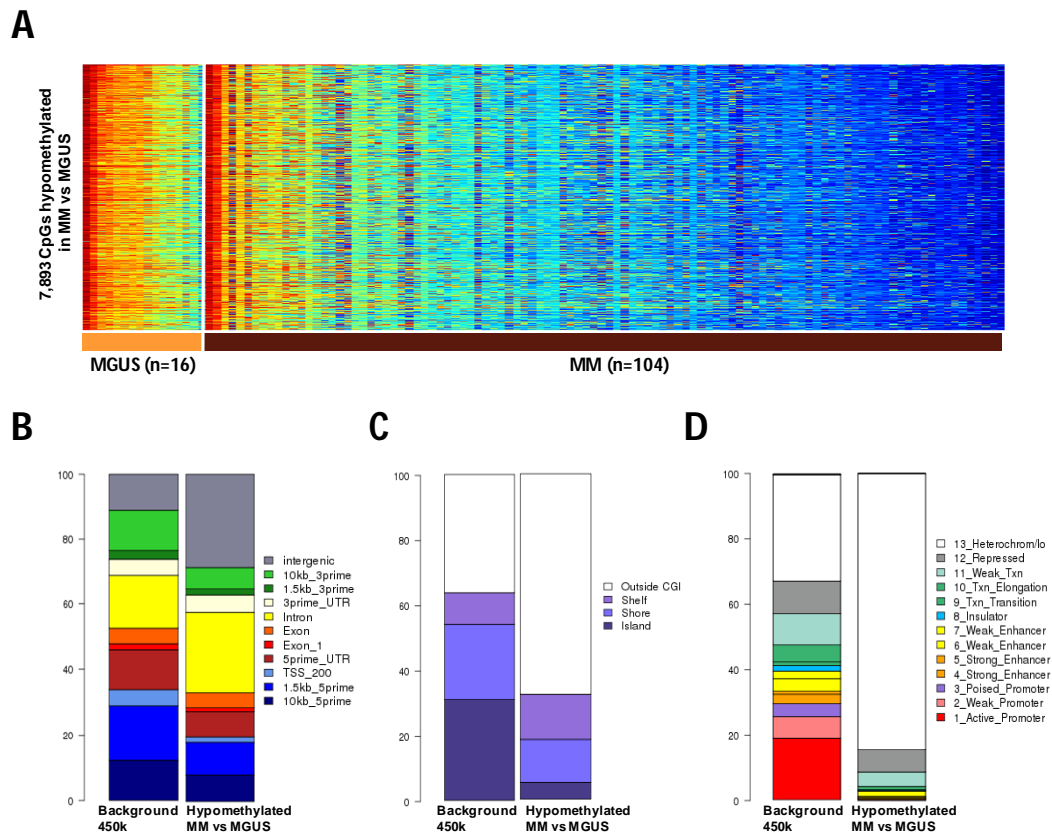 A
7,893 CpGs hypomethylated
in MM vs MGUS
MGUS (n=16)
MM (n=104)
B
100
80
60
40
20
0
Background
450k
Hypomethylated
MM vs MGUS
intergenic
10kb_3prime
1.5kb_3prime
3prime_UTR
Intron
Exon
Exon_1
5prime_UTR
TSS_200
1.5kb_5prime
10kb_5prime
C
100
80
60
40
20
0
Background
450k
Hypomethylated
MM vs MGUS
Outside CGI
Shelf
Shore
Island
D
100
80
60
40
20
0
Background
450k
Hypomethylated
MM vs MGUS
13_Heterochrom/lo
12_Repressed
11_Weak_Txn
10_Txn_Elongation
9_Txn_Transition
8_Insulator
7_Weak_Enhancer
6_Weak_Enhancer
5_Strong_Enhancer
4_Strong_Enhancer
3_Poised_Promoter
2_Weak_Promoter
1_Active_Promoter